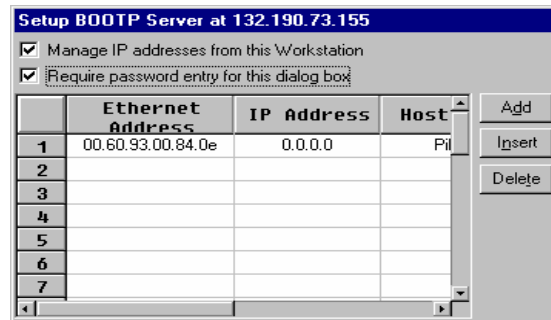 Setup BOOTP Server at 132.190.73.155
Manage IP addresses from this Workstation
Require password entry for this dialog box
Ethernet Address IP Address Host
1 00.60.93.00.84.0e 0.0.0.0 Pil
2
3
4
5
6
7
Add
Insert
Delete